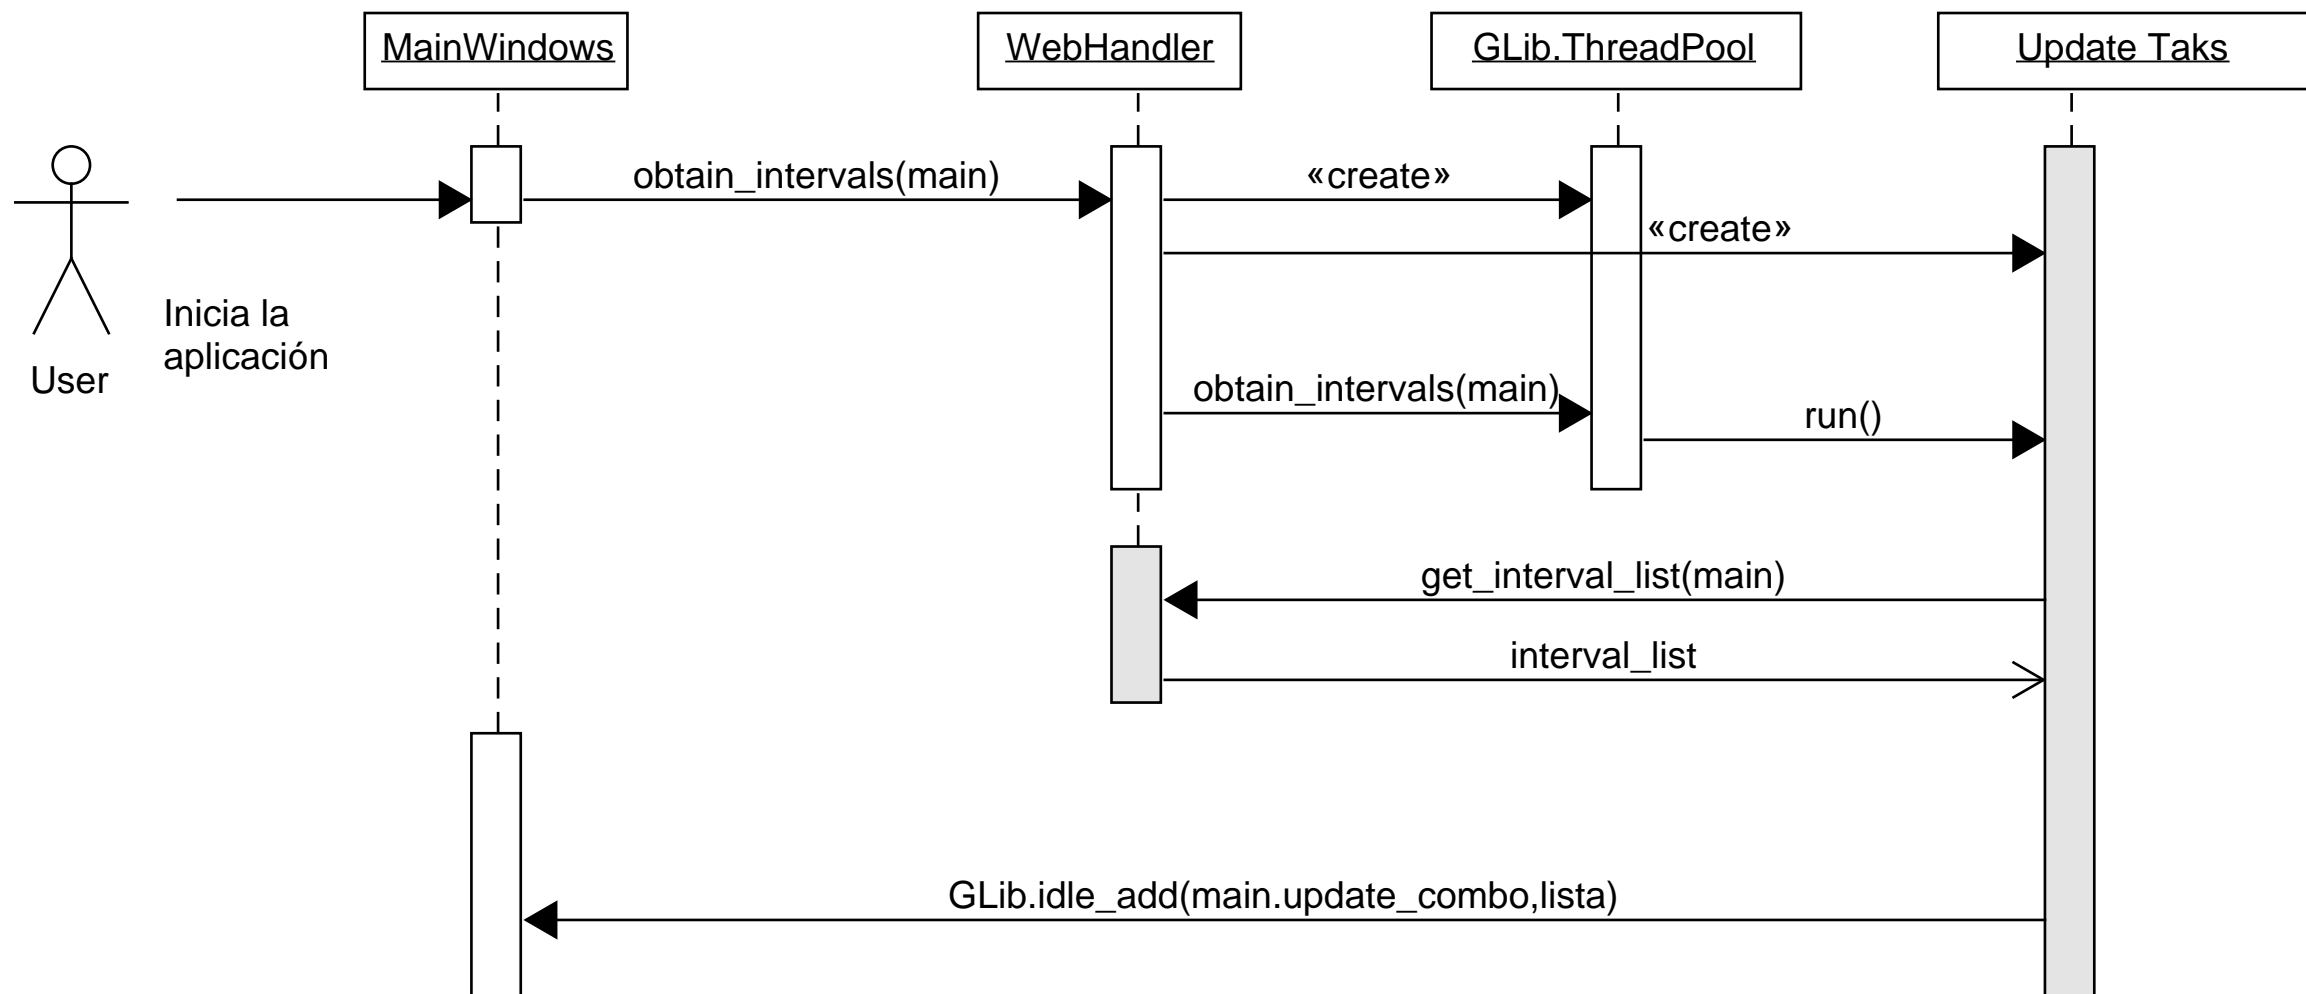 MainWindows
WebHandler
GLib.ThreadPool
Update Taks
obtain_intervals(main)
«create»
«create»
Inicia la
aplicación
User
obtain_intervals(main)
run()
get_interval_list(main)
interval_list
GLib.idle_add(main.update_combo,lista)